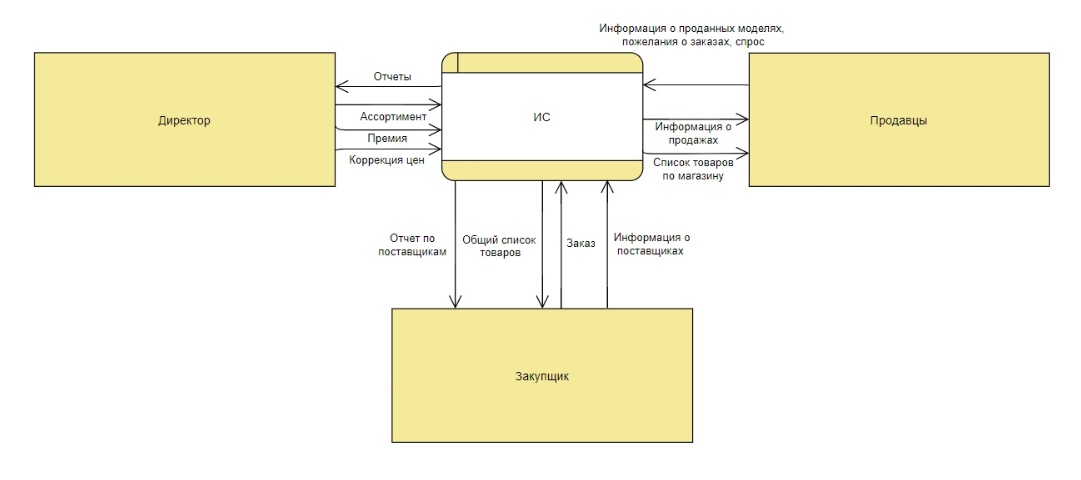 Информация о проданных моделях,
пожелания о заказах, спрос
Отчеты
Директор
Ассортимент
ИС
Информация о
продажах
Продавцы
Премия
Коррекция цен
Список товаров
по магазину
Отчет по
поставщикам
Общий список
товаров
Заказ
Информация о
поставщиках
Закупщик